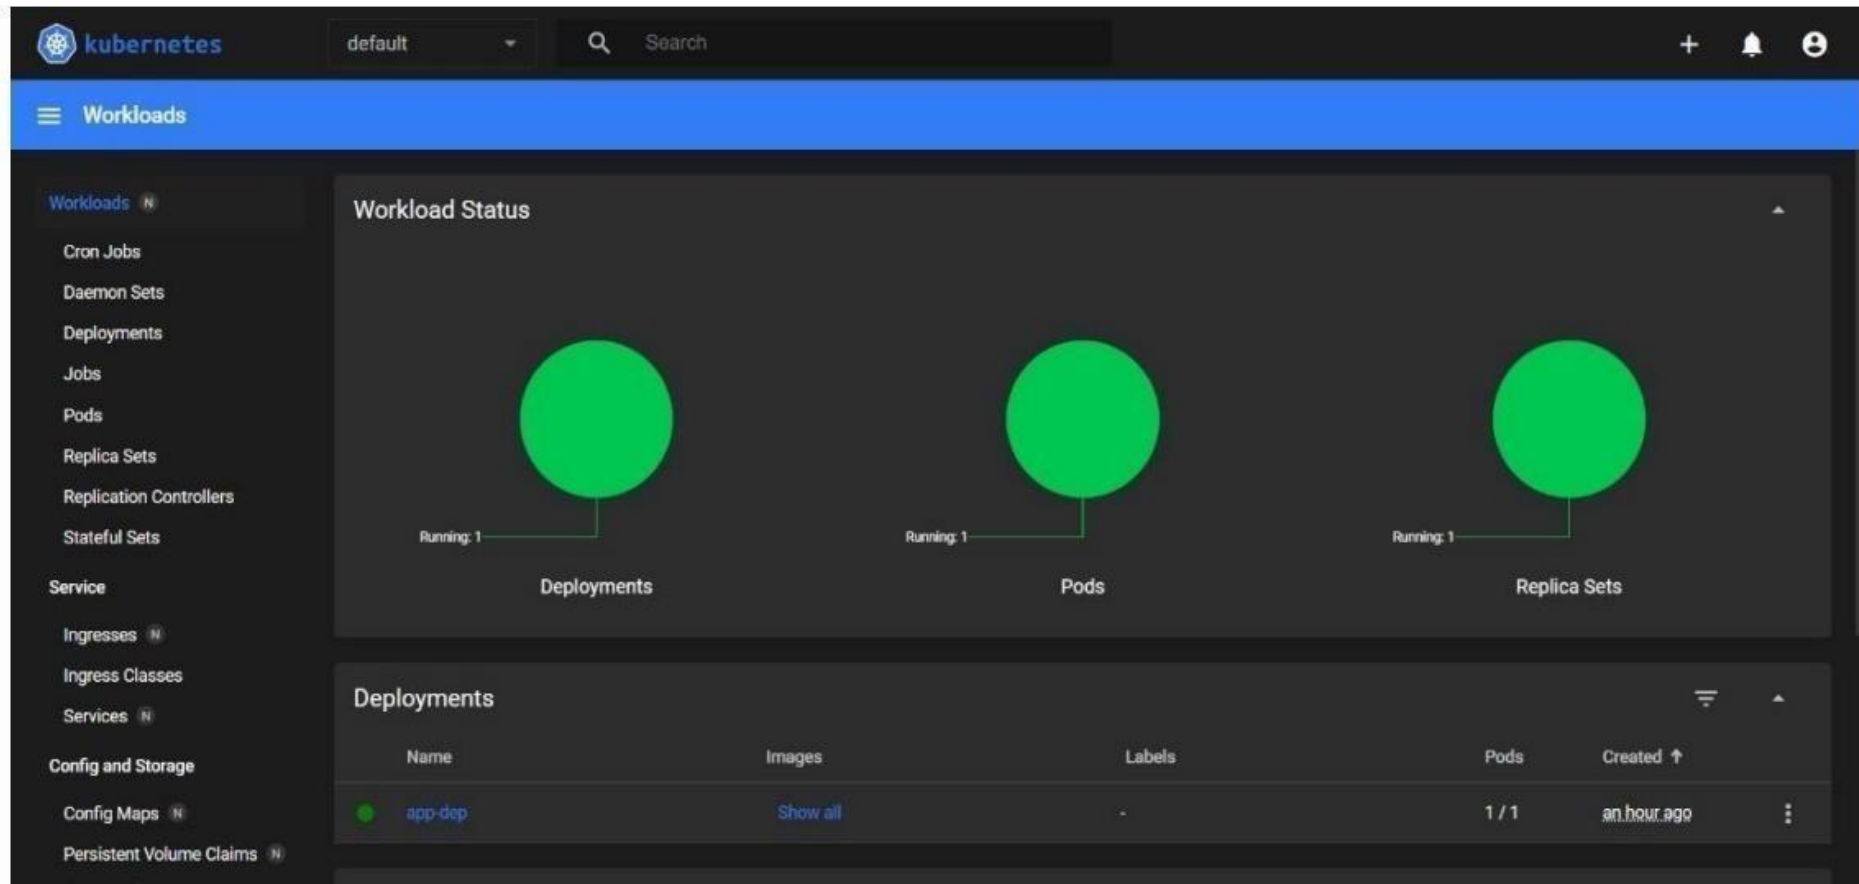 kubernetes
default
Search
Workloads
Workloads N
Cron Jobs
Daemon Sets
Deployments
Jobs
Pods
Replica Sets
Replication Controllers
Stateful Sets
Service
Ingresses N
Ingress Classes
Services N
Config and Storage
Config Maps N
Persistent Volume Claims N
Workload Status
Running: 1
Deployments
Running: 1
Pods
Running: 1
Replica Sets
Deployments
Name Images Labels Pods Created
app-dep Show all - 1 / 1 an hour ago